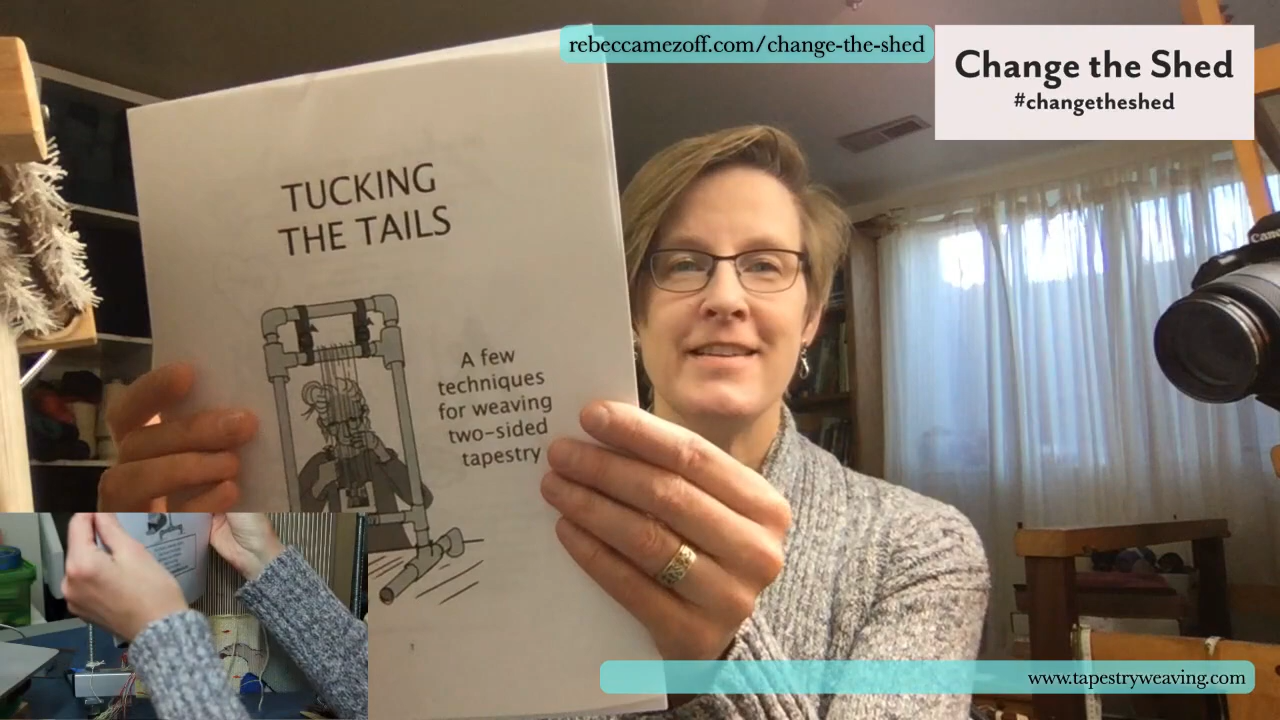 rebeccamezoff.com/change-the-shed
Change the Shed
#changetheshed
TUCKING
THE TAILS
A few
techniques
for weaving
two-sided
tapestry
Canon
www.tapestryweaving.com